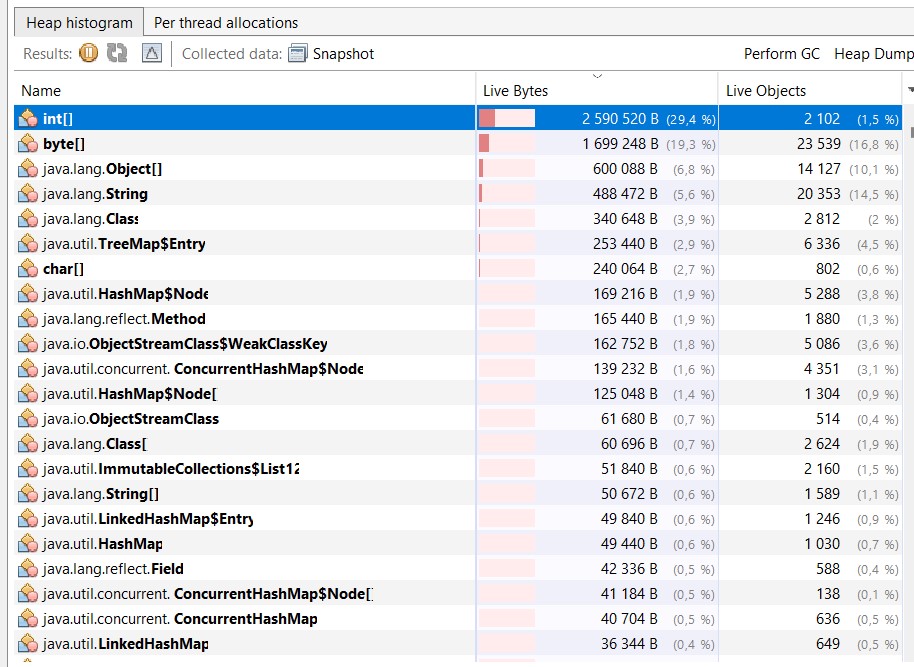 Heap histogram Per thread allocations
Results: Collected data: Snapshot Perform GC Heap Dump
Name Live Bytes Live Objects
int[] 2 590 520 B (29,4 %) 2 102 (1,5 %)
byte[] 1 699 248 B (19,3 %) 23 539 (16,8 %)
java.lang.Object[] 600 088 B (6,8 %) 14 127 (10,1 %)
java.lang.String 488 472 B (5,6 %) 20 353 (14,5 %)
java.lang.Class 340 648 B (3,9 %) 2 812 (2 %)
java.util.TreeMap$Entry 253 440 B (2,9 %) 6 336 (4,5 %)
char[] 240 064 B (2,7 %) 802 (0,6 %)
java.util.HashMap$Node 169 216 B (1,9 %) 5 288 (3,8 %)
java.lang.reflect.Method 165 440 B (1,9 %) 1 880 (1,3 %)
java.io.ObjectStreamClass$WeakClassKey 162 752 B (1,8 %) 5 086 (3,6 %)
java.util.concurrent. ConcurrentHashMap$Node 139 232 B (1,6 %) 4 351 (3,1 %)
java.util.HashMap$Node[ 125 048 B (1,4 %) 1 304 (0,9 %)
java.io.ObjectStreamClass 61 680 B (0,7 %) 514 (0,4 %)
java.lang.Class[ 60 696 B (0,7 %) 2 624 (1,9 %)
java.util.ImmutableCollections$List12 51 840 B (0,6 %) 2 160 (1,5 %)
java.lang.String[] 50 672 B (0,6 %) 1 589 (1,1 %)
java.util.LinkedHashMap$Entry 49 840 B (0,6 %) 1 246 (0,9 %)
java.util.HashMap 49 440 B (0,6 %) 1 030 (0,7 %)
java.lang.reflect.Field 42 336 B (0,5 %) 588 (0,4 %)
java.util.concurrent. ConcurrentHashMap$Node[] 41 184 B (0,5 %) 138 (0,1 %)
java.util.concurrent. ConcurrentHashMap 40 704 B (0,5 %) 636 (0,5 %)
java.util.LinkedHashMap 36 344 B (0,4 %) 649 (0,5 %)